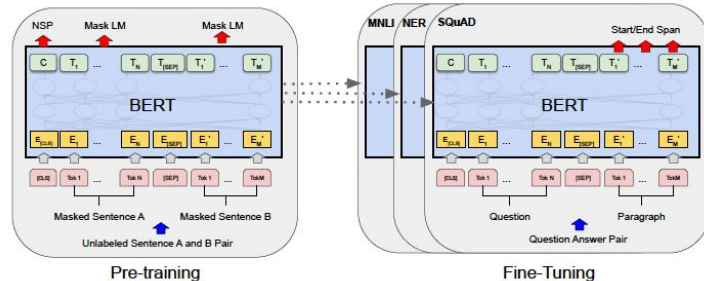 NSP Mask LM Mask LM
C T1 ... TN T[SEP] T1' ... TM'
BERT
E[CLS] E1 ... EN E[SEP] E1' ... EM'
[CLS] Tok 1 ... Tok N [SEP] Tok 1 ... TokM
Masked Sentence A Masked Sentence B
Unlabeled Sentence A and B Pair
Pre-training
MNLI NER SQuAD
Start/End Span
C T1 ... TN T[SEP] T1' ... TM'
BERT
E[CLS] E1 ... EN E[SEP] E1' ... EM'
[CLS] Tok 1 ... Tok N [SEP] Tok 1 ... TokM
Question Paragraph
Question Answer Pair
Fine-Tuning